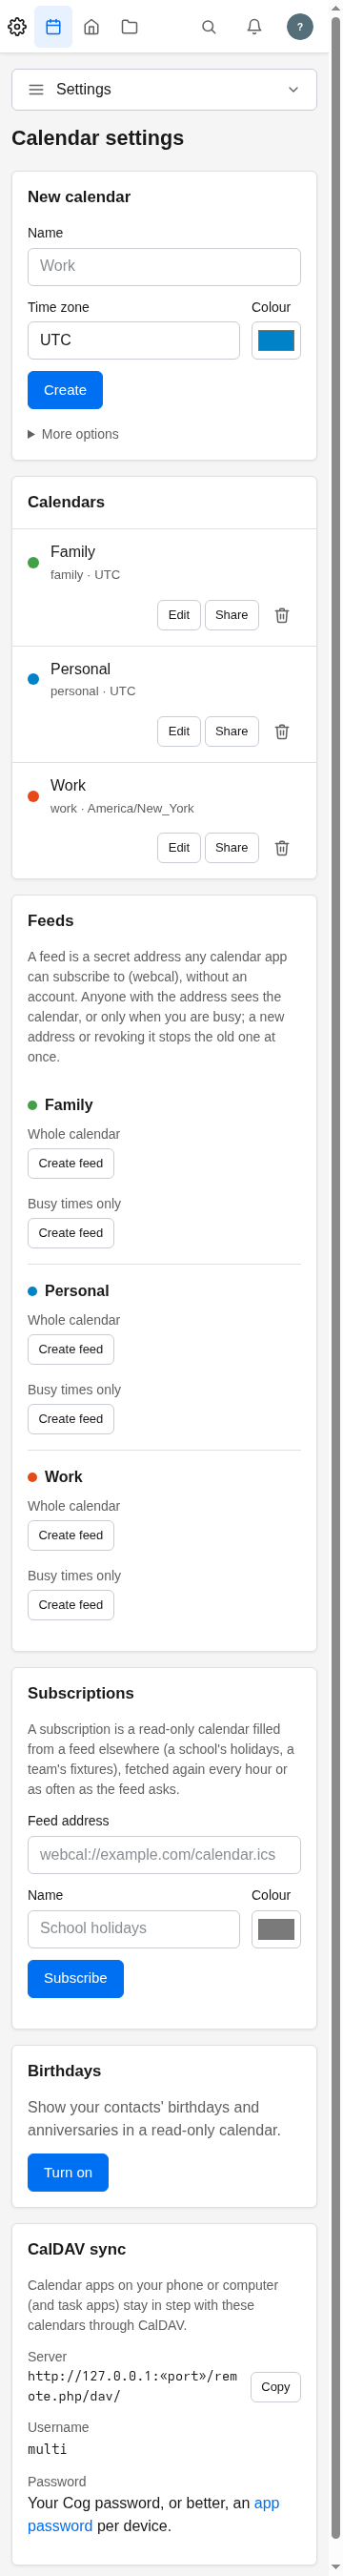 ?
Settings
Calendar settings
New calendar
Name
Work
Time zone
Colour
UTC
Create
More options
Calendars
Family
family · UTC
Edit
Share
Personal
personal · UTC
Edit
Share
Work
work · America/New_York
Edit
Share
Feeds
A feed is a secret address any calendar app
can subscribe to (webcal), without an
account. Anyone with the address sees the
calendar, or only when you are busy; a new
address or revoking it stops the old one at
once.
Family
Whole calendar
Create feed
Busy times only
Create feed
Personal
Whole calendar
Create feed
Busy times only
Create feed
Work
Whole calendar
Create feed
Busy times only
Create feed
Subscriptions
A subscription is a read-only calendar filled
from a feed elsewhere (a school's holidays, a
team's fixtures), fetched again every hour or
as often as the feed asks.
Feed address
webcal://example.com/calendar.ics
Name
Colour
School holidays
Subscribe
Birthdays
Show your contacts' birthdays and
anniversaries in a read-only calendar.
Turn on
CalDAV sync
Calendar apps on your phone or computer
(and task apps) stay in step with these
calendars through CalDAV.
Server
http://127.0.0.1:«port»/rem
ote.php/dav/
Copy
Username
multi
Password
Your Cog password, or better, an app
password per device.